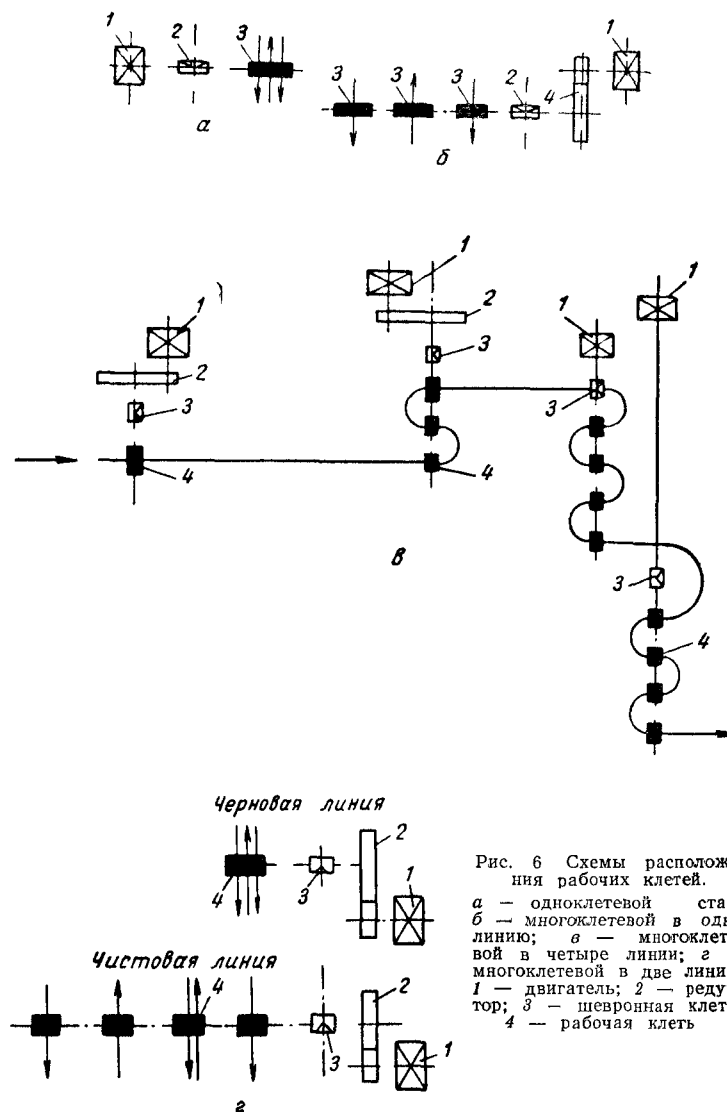 1
2
3
а
3
3
3
2
4
1
б
1
2
3
4
1
2
3
4
1
3
1
3
4
в
Черновая линия
4
3
2
1
Чистовая линия
4
3
2
1
г
Рис. 6 Схемы располож
ния рабочих клетей.
а — одноклетевой ста
б — многоклетевой в од
линию; в — многоклет
вой в четыре линии; г
многоклетевой в две лини
1 — двигатель; 2 — реду
тор; 3 — шевронная клет
4 — рабочая клеть